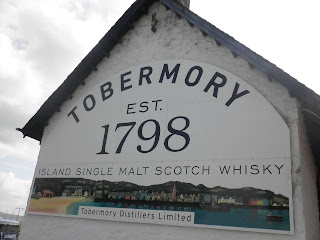 TOBERMORY
EST.
1798
ISLAND SINGLE MALT SCOTCH WHISKY
Tobermory Distillers Limited